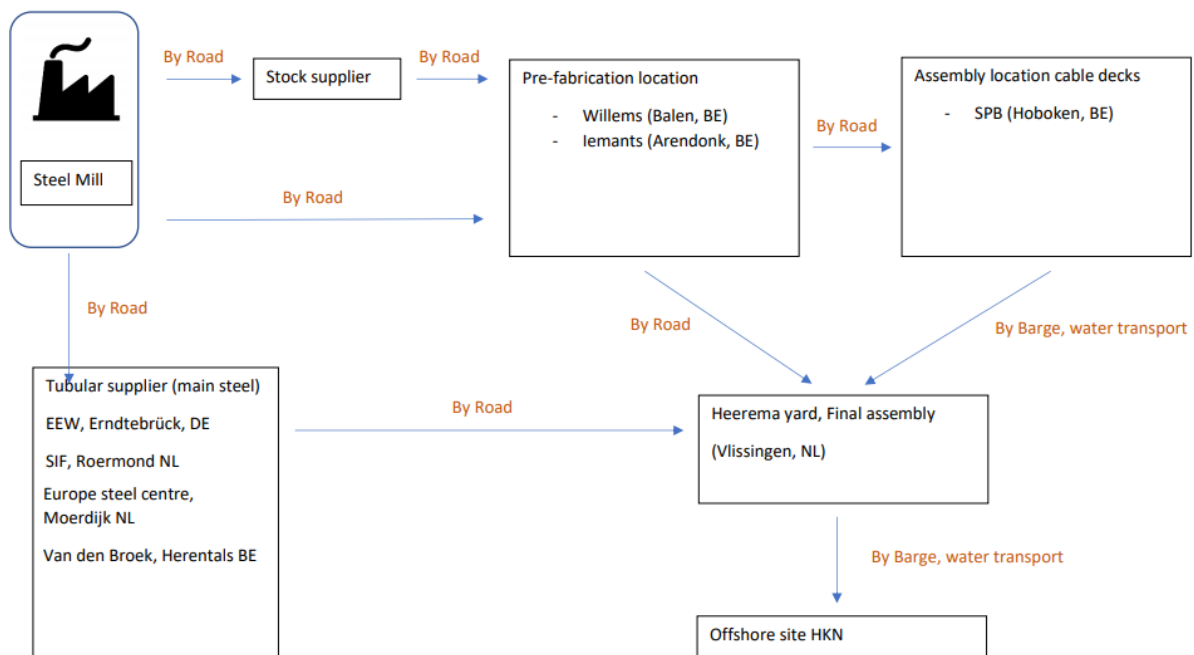 By Road
By Road
Stock supplier
Steel Mill
By Road
Pre-fabrication location
- Willems (Balen, BE)
- Iemants (Arendonk, BE)
By Road
Assembly location cable decks
- SPB (Hoboken, BE)
By Road
By Road
By Barge, water transport
Tubular supplier (main steel)
EEW, Erndtebrück, DE
SIF, Roermond NL
Europe steel centre,
Moerdijk NL
Van den Broek, Herentals BE
By Road
Heerema yard, Final assembly
(Vlissingen, NL)
By Barge, water transport
Offshore site HKN